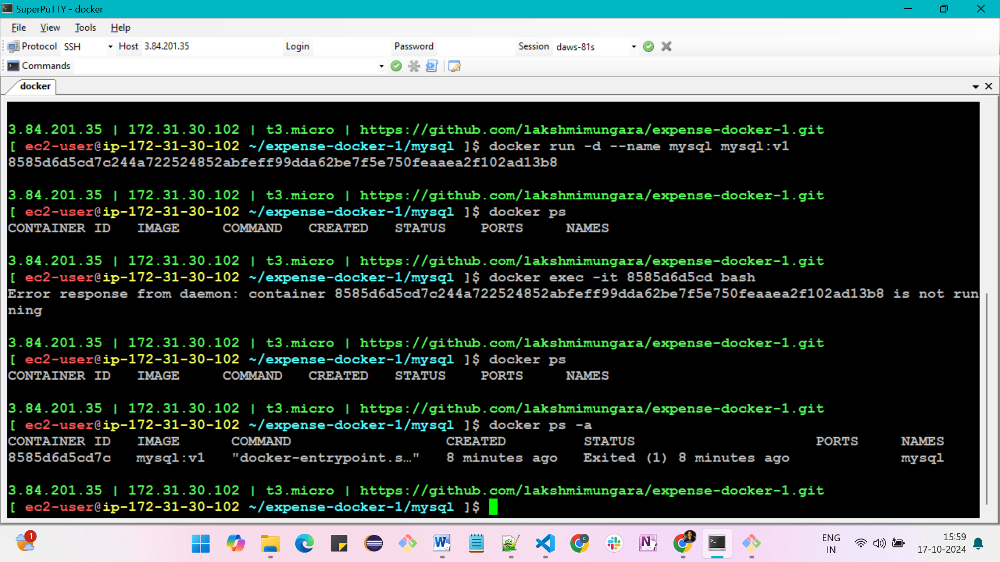 SuperPuTTY - docker
File View Tools Help
Protocol SSH Host 3.84.201.35 Login Password Session daws-81s
Commands
docker
3.84.201.35 | 172.31.30.102 | t3.micro | https://github.com/lakshmimungara/expense-docker-1.git
[ ec2-user@ip-172-31-30-102 ~/expense-docker-1/mysql ]$ docker run -d --name mysql mysql:v1
8585d6d5cd7c244a722524852abfeff99dda62be7f5e750feaaea2f102ad13b8
3.84.201.35 | 172.31.30.102 | t3.micro | https://github.com/lakshmimungara/expense-docker-1.git
[ ec2-user@ip-172-31-30-102 ~/expense-docker-1/mysql ]$ docker ps
CONTAINER ID IMAGE COMMAND CREATED STATUS PORTS NAMES
3.84.201.35 | 172.31.30.102 | t3.micro | https://github.com/lakshmimungara/expense-docker-1.git
[ ec2-user@ip-172-31-30-102 ~/expense-docker-1/mysql ]$ docker exec -it 8585d6d5cd bash
Error response from daemon: container 8585d6d5cd7c244a722524852abfeff99dda62be7f5e750feaaea2f102ad13b8 is not run
ning
3.84.201.35 | 172.31.30.102 | t3.micro | https://github.com/lakshmimungara/expense-docker-1.git
[ ec2-user@ip-172-31-30-102 ~/expense-docker-1/mysql ]$ docker ps
CONTAINER ID IMAGE COMMAND CREATED STATUS PORTS NAMES
3.84.201.35 | 172.31.30.102 | t3.micro | https://github.com/lakshmimungara/expense-docker-1.git
[ ec2-user@ip-172-31-30-102 ~/expense-docker-1/mysql ]$ docker ps -a
CONTAINER ID IMAGE COMMAND CREATED STATUS PORTS NAMES
8585d6d5cd7c mysql:v1 "docker-entrypoint.s…" 8 minutes ago Exited (1) 8 minutes ago mysql
3.84.201.35 | 172.31.30.102 | t3.micro | https://github.com/lakshmimungara/expense-docker-1.git
[ ec2-user@ip-172-31-30-102 ~/expense-docker-1/mysql ]$
1
ENG 15:59
IN 17-10-2024